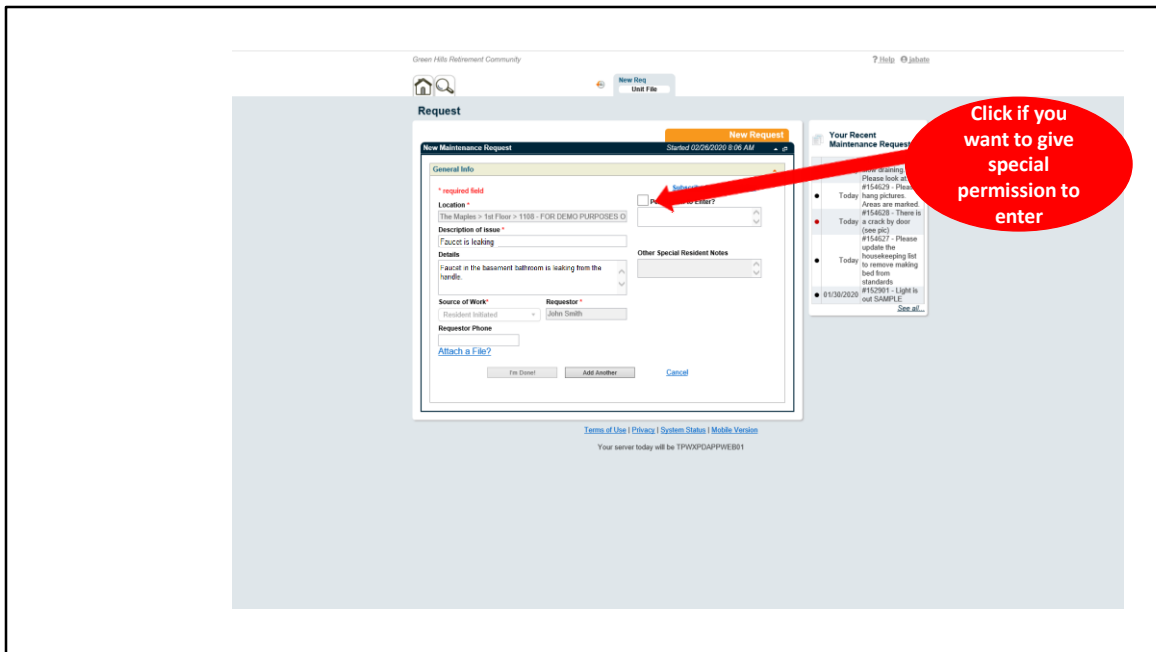 Green Hills Retirement Community
? Help jabate
New Req
Unit File
Request
New Request
New Maintenance Request
Started 02/26/2020 8:06 AM
General Info
* required field
Location *
The Maples > 1st Floor > 1108 - FOR DEMO PURPOSES O
Description of issue *
Faucet is leaking
Details
Faucet in the basement bathroom is leaking from the
handle.
Source of Work*
Requestor *
Resident Initiated
John Smith
Requestor Phone
Attach a File?
I'm Done!
Add Another
Cancel
to Enter?
Other Special Resident Notes
Your Recent
Maintenance
draining.
Please look at
#154629 - Please
Today
hang pictures.
Areas are marked.
#154628 - There is
Today
a crack by door
(see pic)
#154627 - Please
update the
Today
housekeeping list
to remove making
bed from
standards
01/30/2020
#152901 - Light is
out SAMPLE
See all...
Click if you
want to give
special
permission to
enter
Terms of Use | Privacy | System Status | Mobile Version
Your server today will be TPWXPDAPPWEB01